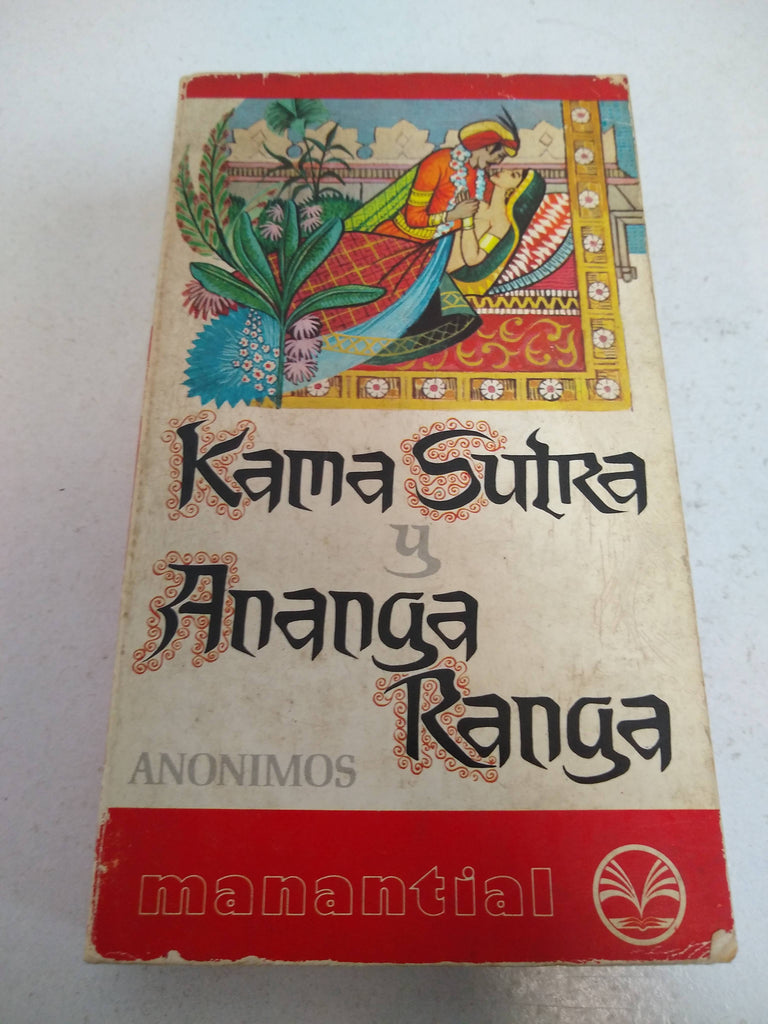 Kama Sutra
y
Ananga
Ranga
ANONIMOS
manantial